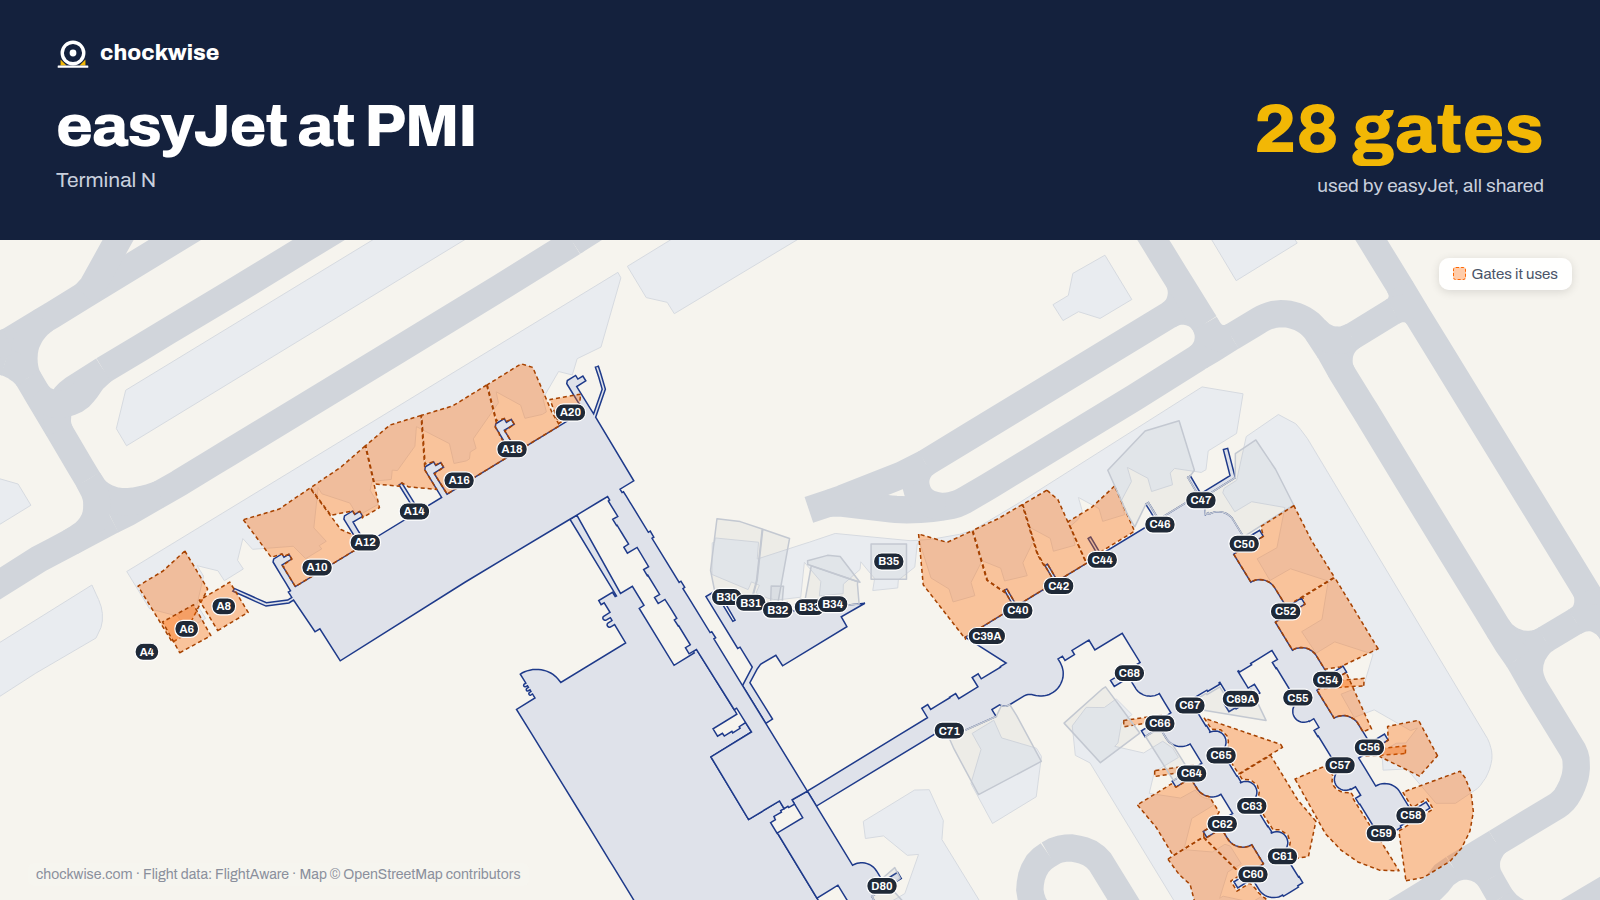 chockwise
easyJet at PMI
Terminal N
28 gates
used by easyJet, all shared
Gates it uses
A20
A18
A16
A14
A12
A10
A8
A6
A4
B30
B31
B32
B33
B34
B35
C39A
C40
C42
C44
C46
C47
C50
C52
C54
C55
C56
C57
C58
C59
C60
C61
C62
C63
C64
C65
C66
C67
C68
C69A
C71
D80
chockwise.com · Flight data: FlightAware · Map © OpenStreetMap contributors